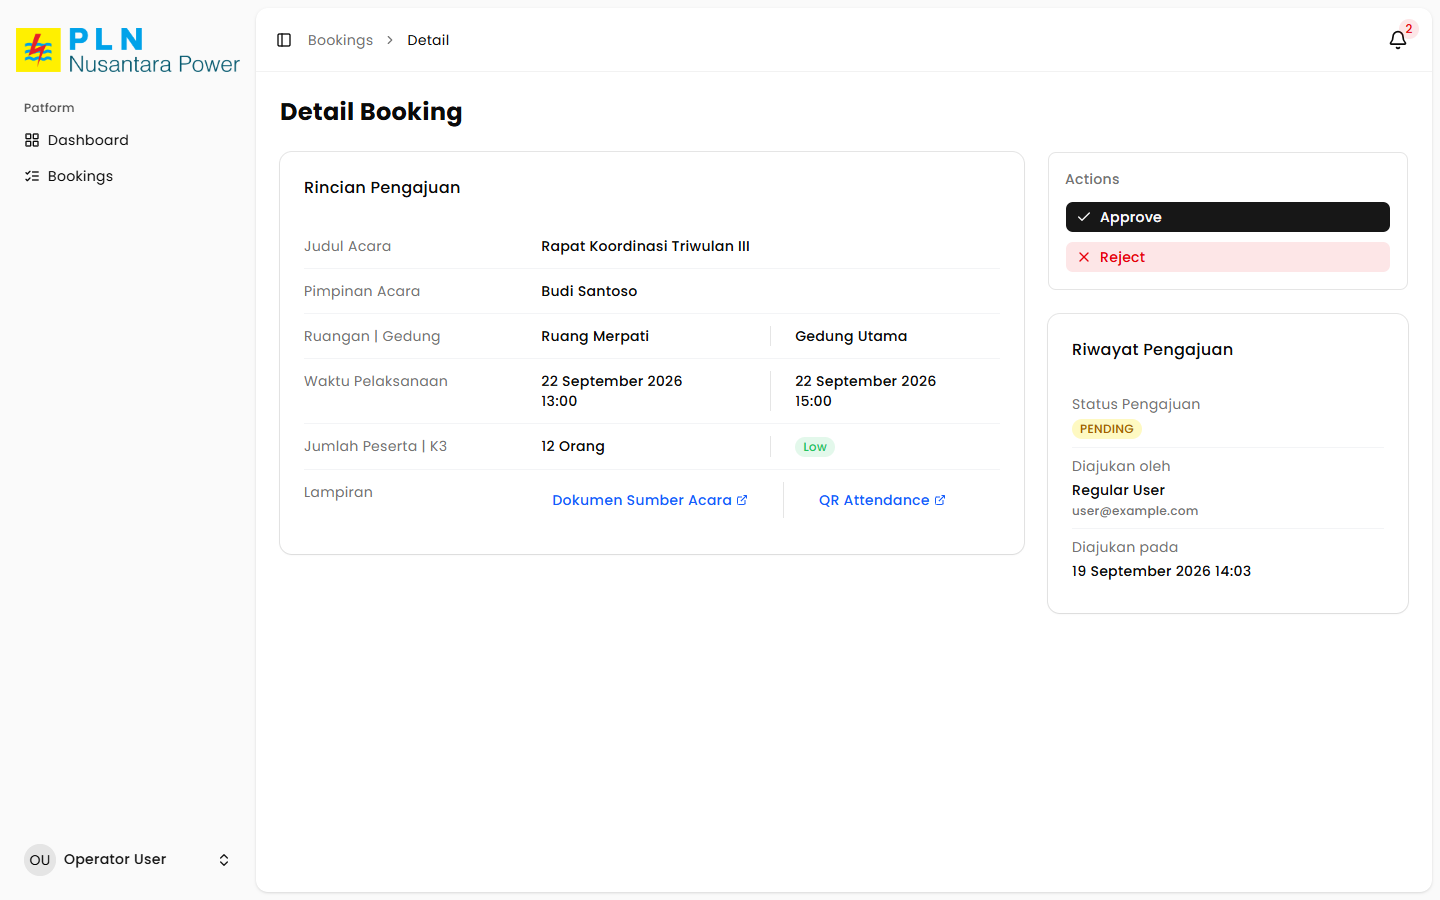 PLN
Nusantara Power
Patform
Dashboard
Bookings
OU
Operator User
Bookings
Detail
2
Detail Booking
Rincian Pengajuan
Judul Acara
Rapat Koordinasi Triwulan III
Pimpinan Acara
Budi Santoso
Ruangan | Gedung
Ruang Merpati
Gedung Utama
Waktu Pelaksanaan
22 September 2026
13:00
22 September 2026
15:00
Jumlah Peserta | K3
12 Orang
Low
Lampiran
Dokumen Sumber Acara
QR Attendance
Actions
Approve
Reject
Riwayat Pengajuan
Status Pengajuan
PENDING
Diajukan oleh
Regular User
user@example.com
Diajukan pada
19 September 2026 14:03